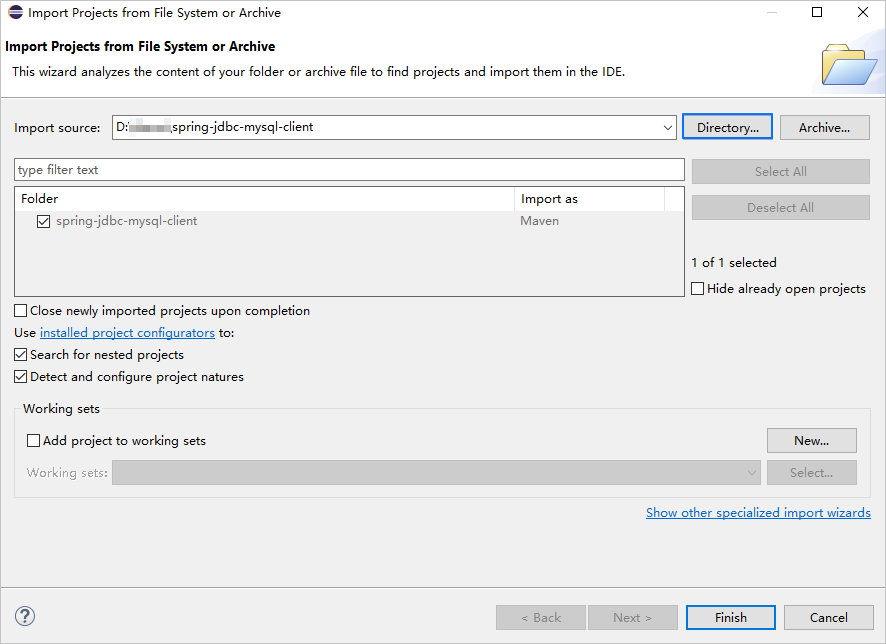 Import Projects from File System or Archive
Import Projects from File System or Archive
This wizard analyzes the content of your folder or archive file to find projects and import them in the IDE.
Import source: D:\ spring-jdbc-mysql-client Directory... Archive...
type filter text Select All
Folder Import as
Deselect All
spring-jdbc-mysql-client Maven
1 of 1 selected
Hide already open projects
Close newly imported projects upon completion
Use installed project configurators to:
Search for nested projects
Detect and configure project natures
Working sets
Add project to working sets New...
Working sets: Select...
Show other specialized import wizards
? < Back Next > Finish Cancel